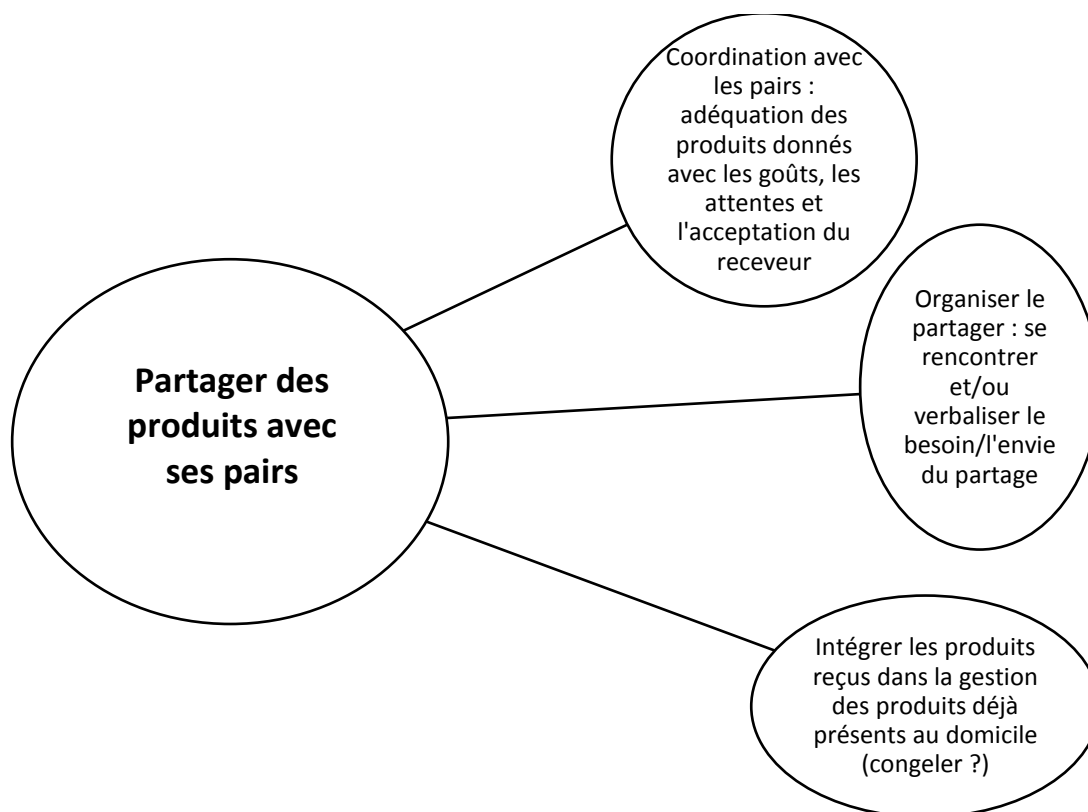 Coordination avec
les pairs :
adéquation des
produits donnés
avec les goûts, les
attentes et
l'acceptation du
receveur
Partager des
produits avec
ses pairs
Organiser le
partager : se
rencontrer
et/ou
verbaliser le
besoin/l'envie
du partage
Intégrer les produits
reçus dans la gestion
des produits déjà
présents au domicile
(congeler ?)